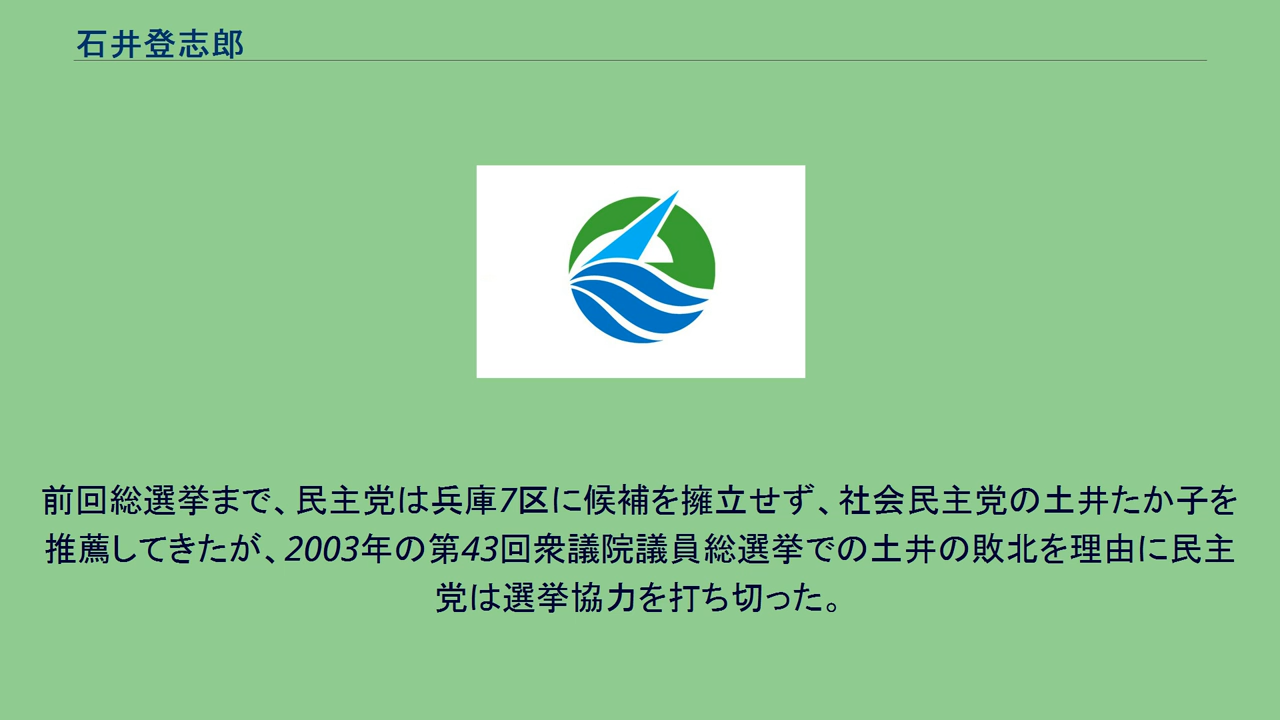 石井登志郎
前回総選挙まで、民主党は兵庫7区に候補を擁立せず、社会民主党の土井たか子を
推薦してきたが、2003年の第43回衆議院議員総選挙での土井の敗北を理由に民主
党は選挙協力を打ち切った。